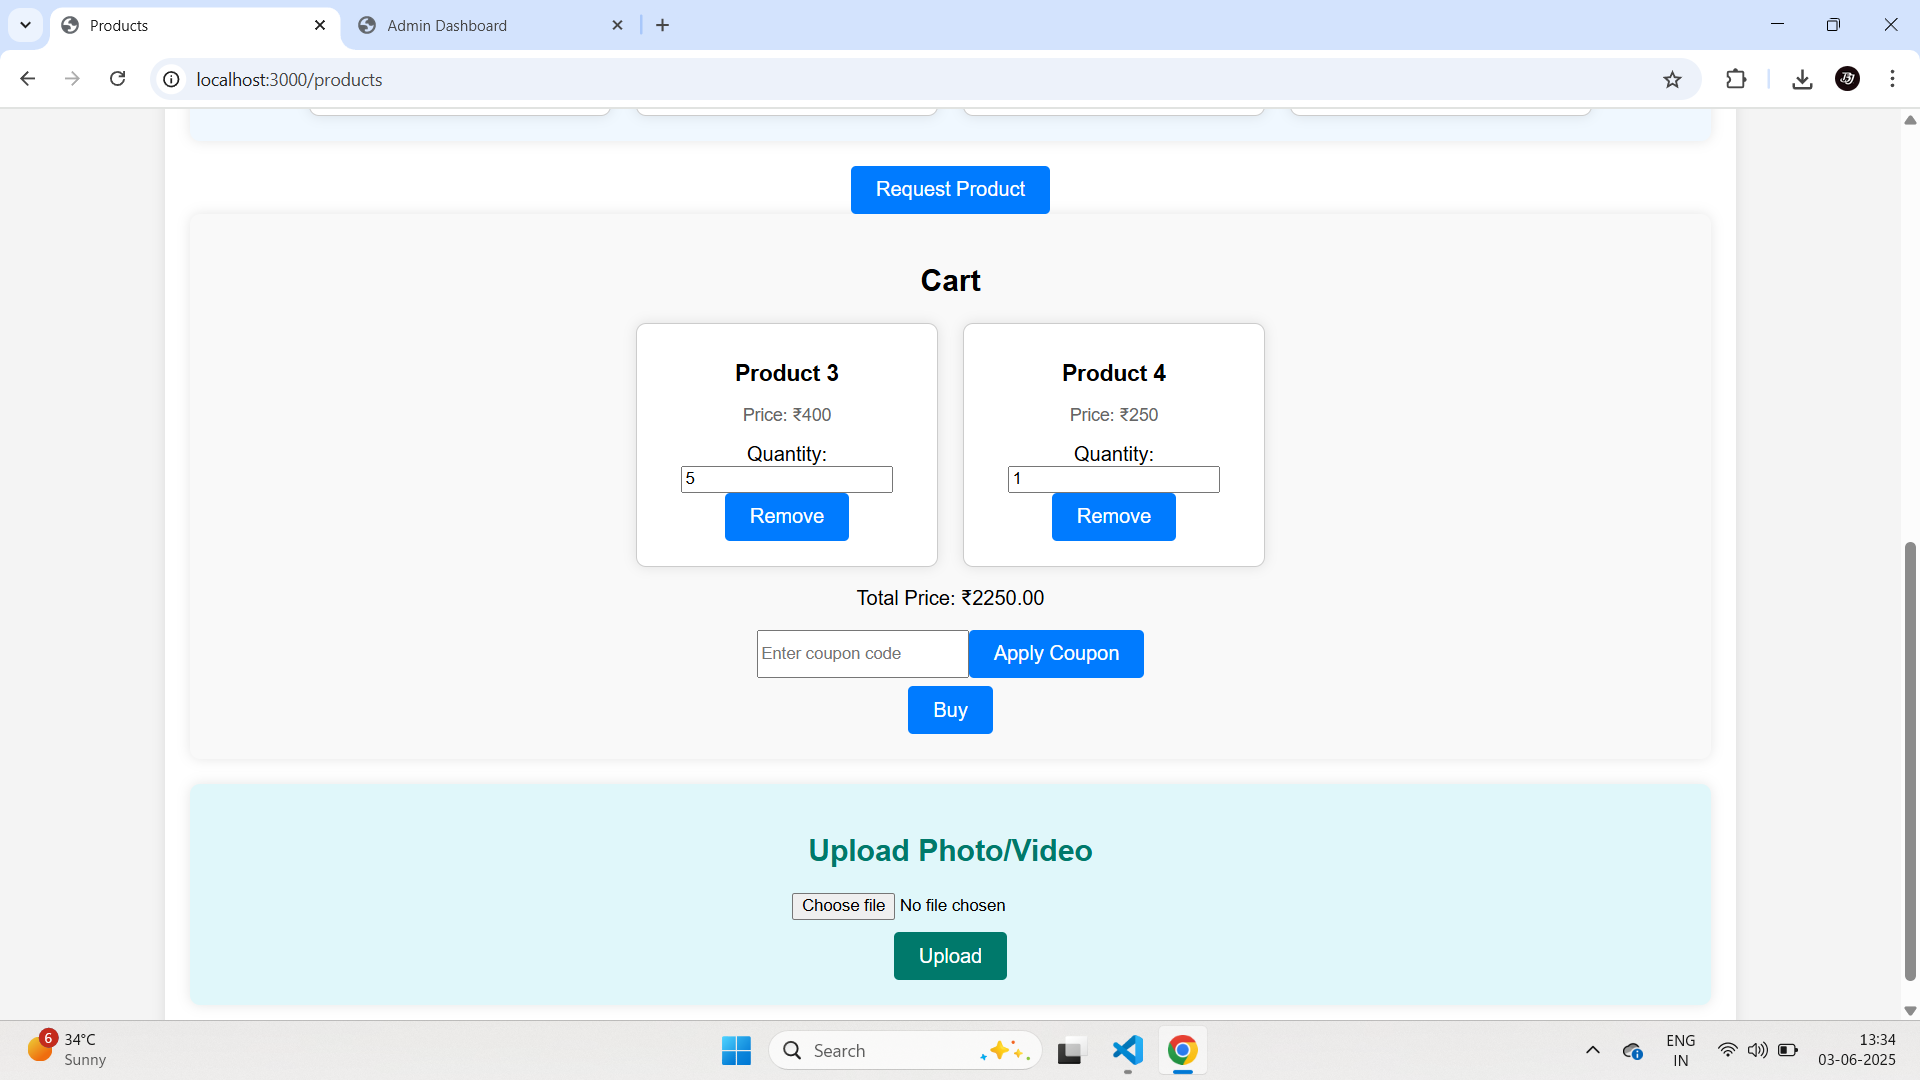 Products
Admin Dashboard
localhost:3000/products
Request Product
Cart
Product 3
Price: ₹400
Quantity:
5
Remove
Product 4
Price: ₹250
Quantity:
1
Remove
Total Price: ₹2250.00
Enter coupon code
Apply Coupon
Buy
Upload Photo/Video
Choose file No file chosen
Upload
6
34°C
Sunny
Search
ENG
IN
13:34
03-06-2025